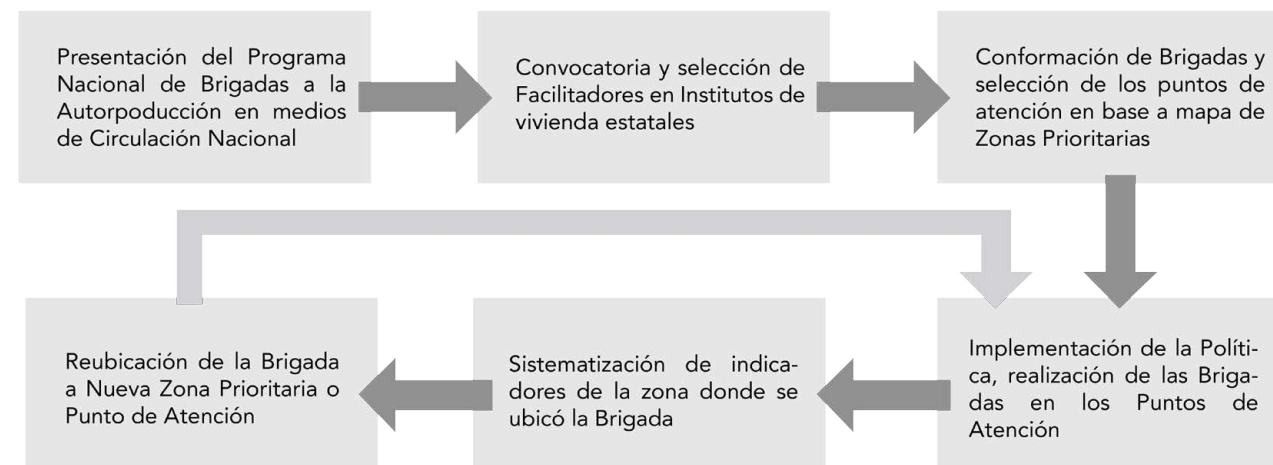 Presentación del Programa
Nacional de Brigadas a la
Autorpoducción en medios
de Circulación Nacional
Convocatoria y selección de
Facilitadores en Institutos de
vivienda estatales
Conformación de Brigadas y
selección de los puntos de
atención en base a mapa de
Zonas Prioritarias
Reubicación de la Brigada
a Nueva Zona Prioritaria o
Punto de Atención
Sistematización de indica-
dores de la zona donde se
ubicó la Brigada
Implementación de la Políti-
ca, realización de las Briga-
das en los Puntos de
Atención